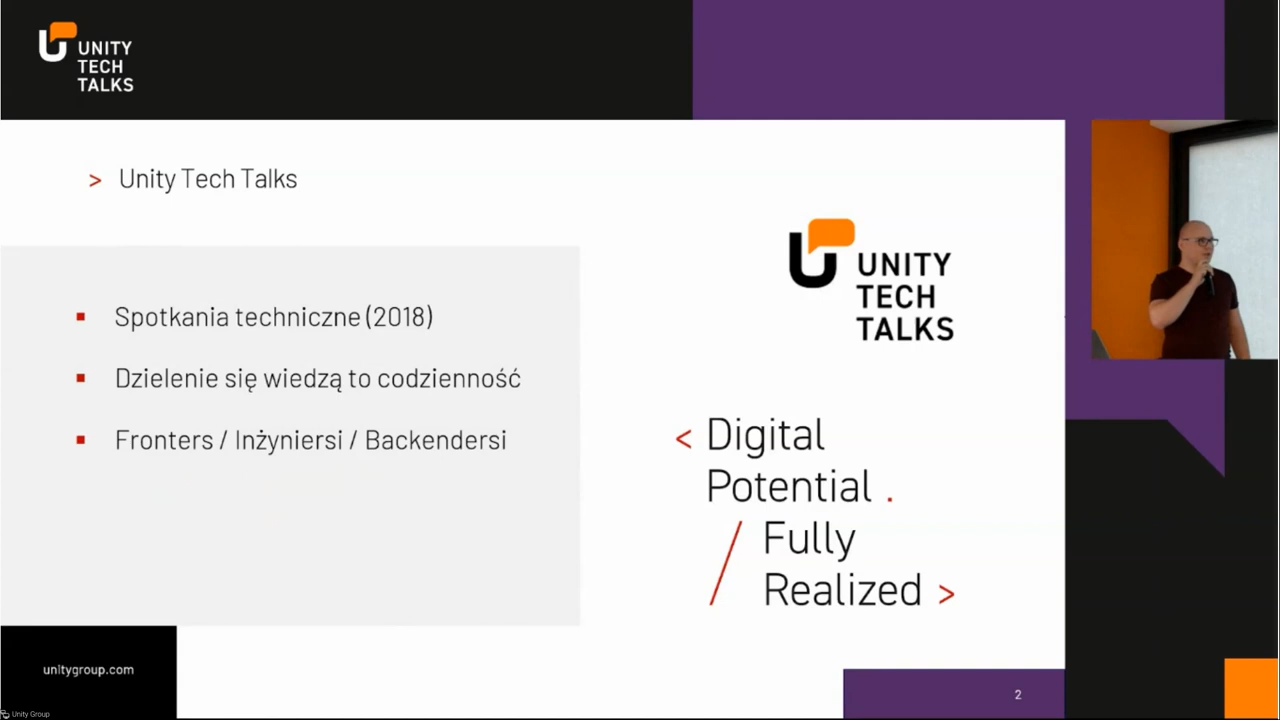 UNITY
TECH
TALKS
> Unity Tech Talks
Spotkania techniczne (2018)
Dzielenie się wiedzą to codzienność
Fronters / Inżyniersi / Backendersi
UNITY
TECH
TALKS
< Digital
Potential .
/ Fully
Realized >
unitygroup.com
2
Unity Group